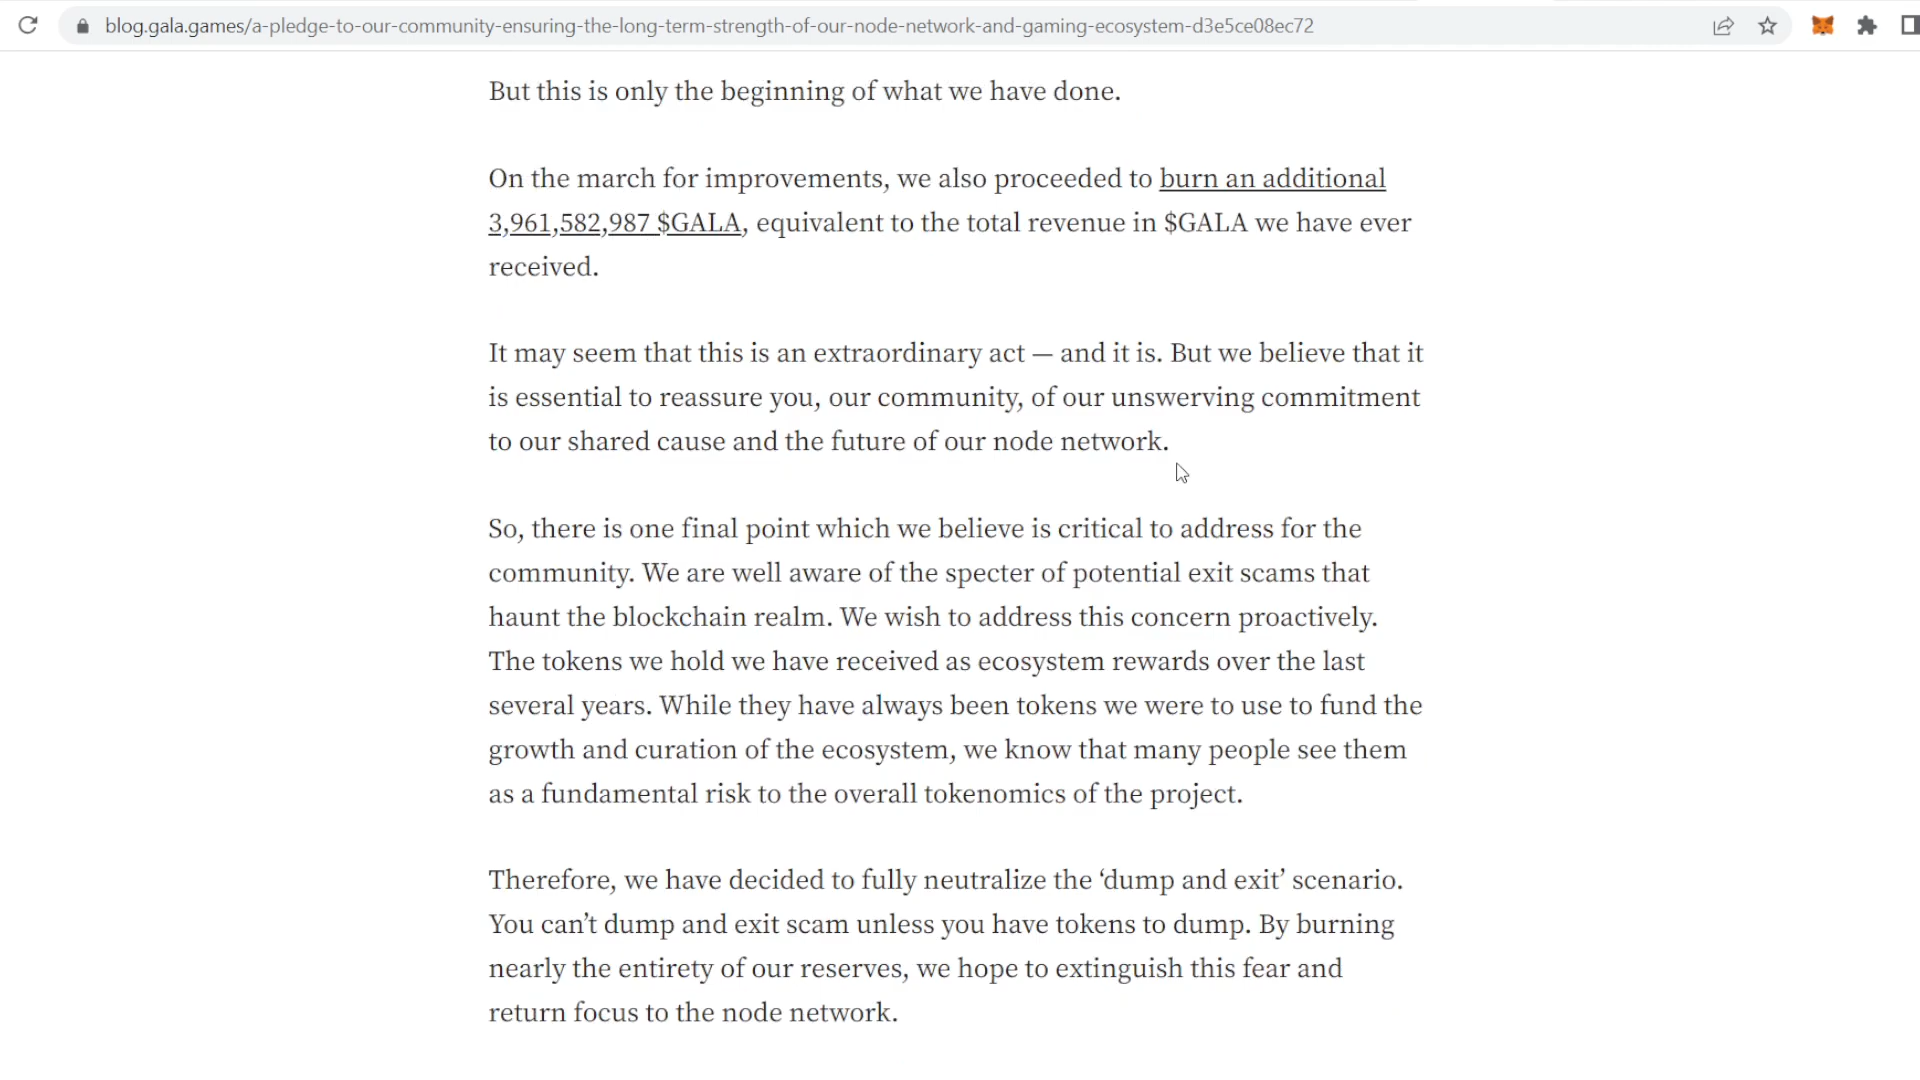 blog.gala.games/a-pledge-to-our-community-ensuring-the-long-term-strength-of-our-node-network-and-gaming-ecosystem-d3e5ce08ec72
But this is only the beginning of what we have done.
On the march for improvements, we also proceeded to burn an additional
3,961,582,987 $GALA, equivalent to the total revenue in $GALA we have ever
received.
It may seem that this is an extraordinary act — and it is. But we believe that it
is essential to reassure you, our community, of our unswerving commitment
to our shared cause and the future of our node network.
So, there is one final point which we believe is critical to address for the
community. We are well aware of the specter of potential exit scams that
haunt the blockchain realm. We wish to address this concern proactively.
The tokens we hold we have received as ecosystem rewards over the last
several years. While they have always been tokens we were to use to fund the
growth and curation of the ecosystem, we know that many people see them
as a fundamental risk to the overall tokenomics of the project.
Therefore, we have decided to fully neutralize the ‘dump and exit’ scenario.
You can’t dump and exit scam unless you have tokens to dump. By burning
nearly the entirety of our reserves, we hope to extinguish this fear and
return focus to the node network.